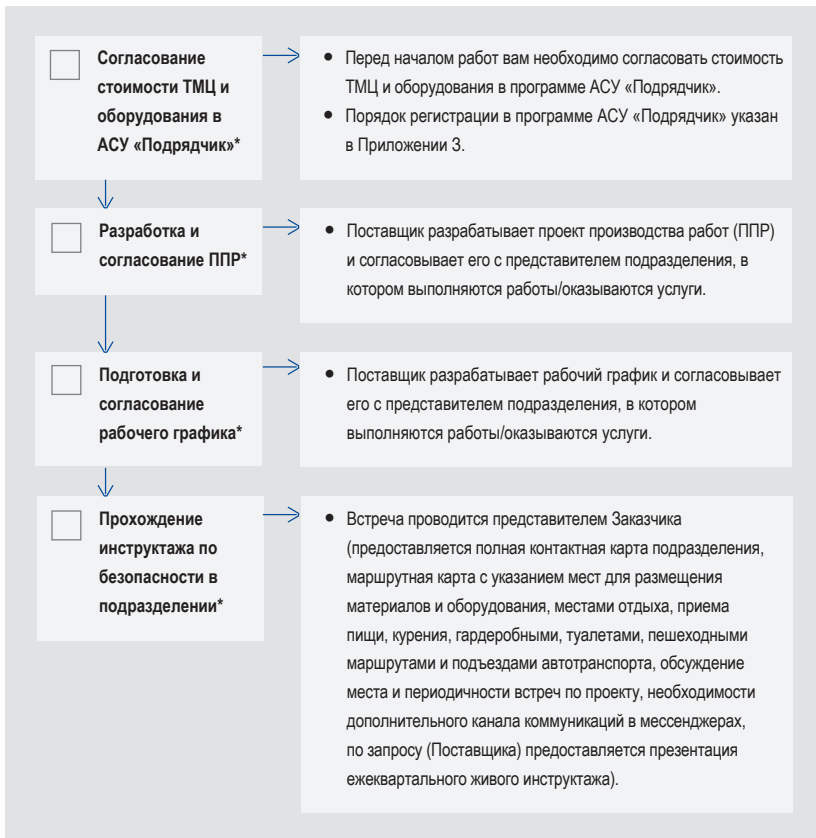 Согласование
стоимости ТМЦ и
оборудования в
АСУ «Подрядчик»*
● Перед началом работ вам необходимо согласовать стоимость
ТМЦ и оборудования в программе АСУ «Подрядчик».
● Порядок регистрации в программе АСУ «Подрядчик» указан
в Приложении 3.
Разработка и
согласование ППР*
● Поставщик разрабатывает проект производства работ (ППР)
и согласовывает его с представителем подразделения, в
котором выполняются работы/оказываются услуги.
Подготовка и
согласование
рабочего графика*
● Поставщик разрабатывает рабочий график и согласовывает
его с представителем подразделения, в котором
выполняются работы/оказываются услуги.
Прохождение
инструктажа по
безопасности в
подразделении*
● Встреча проводится представителем Заказчика
(предоставляется полная контактная карта подразделения,
маршрутная карта с указанием мест для размещения
материалов и оборудования, местами отдыха, приема
пищи, курения, гардеробными, туалетами, пешеходными
маршрутами и подъездами автотранспорта, обсуждение
места и периодичности встреч по проекту, необходимости
дополнительного канала коммуникаций в мессенджерах,
по запросу (Поставщика) предоставляется презентация
ежеквартального живого инструктажа).